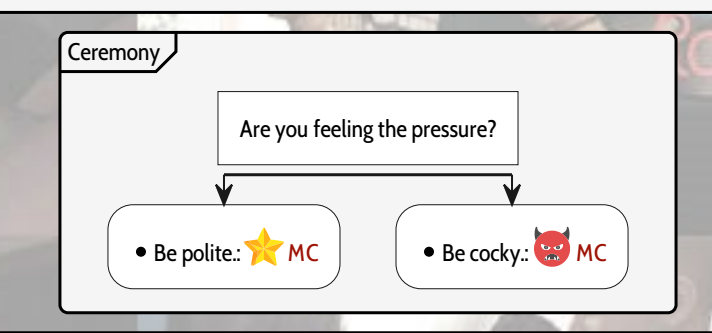 Ceremony
Are you feeling the pressure?
• Be polite.: MC
• Be cocky.: MC